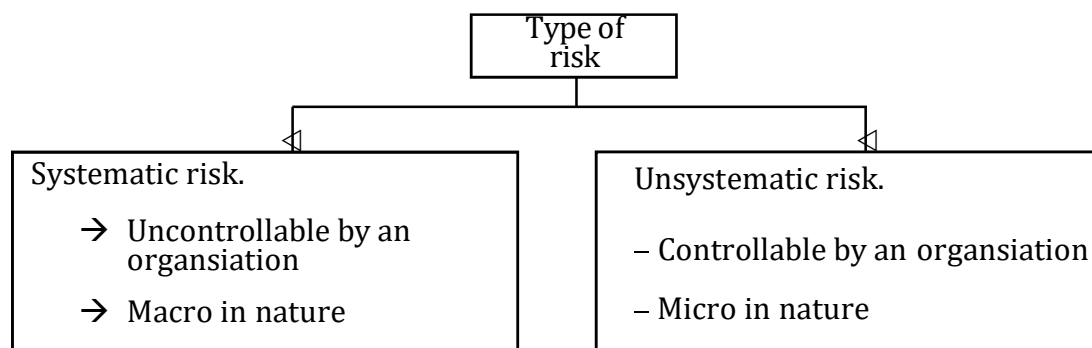 Type of
risk
Systematic risk.
→ Uncontrollable by an
organsiation
→ Macro in nature
Unsystematic risk.
– Controllable by an organsiation
– Micro in nature